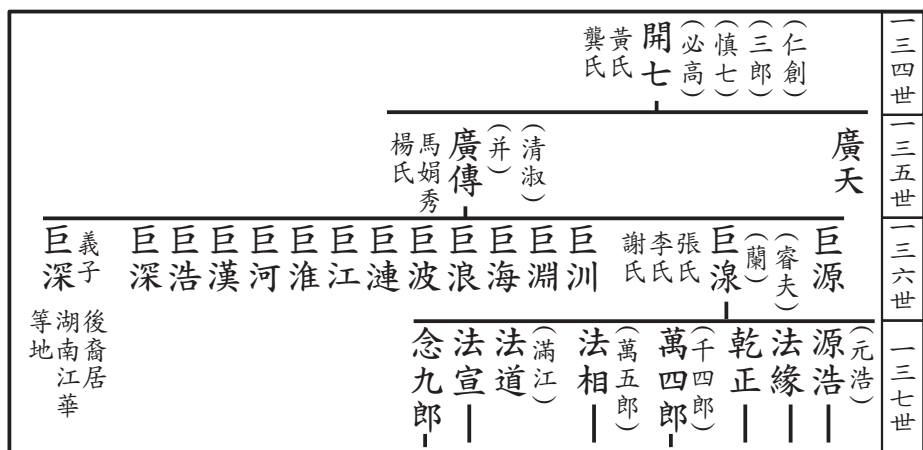 一三四世
(仁創)
(三郎)
(慎七)
(必高)
開七
黃氏
龔氏
一三五世
廣天
(清淑)
(并)
廣傳
馬娟秀
楊氏
一三六世
巨源
(睿夫)
(蘭)
巨湶
張氏
李氏
謝氏
巨汌
巨淵
巨海
巨浪
巨波
巨連
巨江
巨淮
巨河
巨漢
巨浩
巨深
義子
巨深
後裔居
湖南江華
等地
一三七世
(元浩)
源浩
法緣
乾正
(千四郎)
萬四郎
(萬五郎)
法相
(滿江)
法道
法宣
念九郎